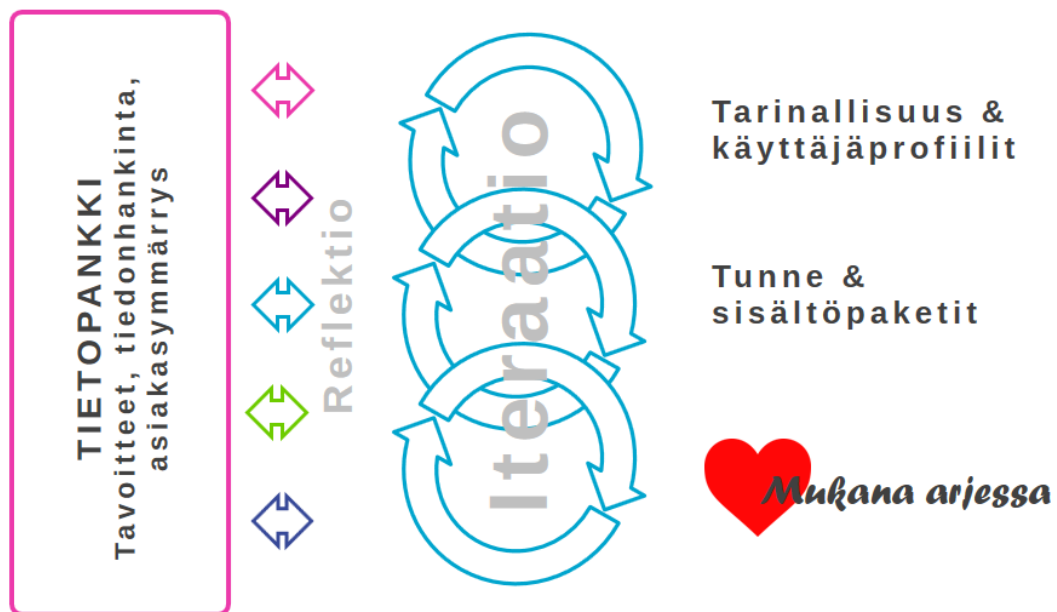 TIETOPANKKI
Tavoitteet, tiedonhankinta,
asiakasymmärrys
Reflektio
Iteraatio
Tarinallisuus &
käyttäjäprofiilit
Tunne &
sisältöpaketit
Mukana arjessa